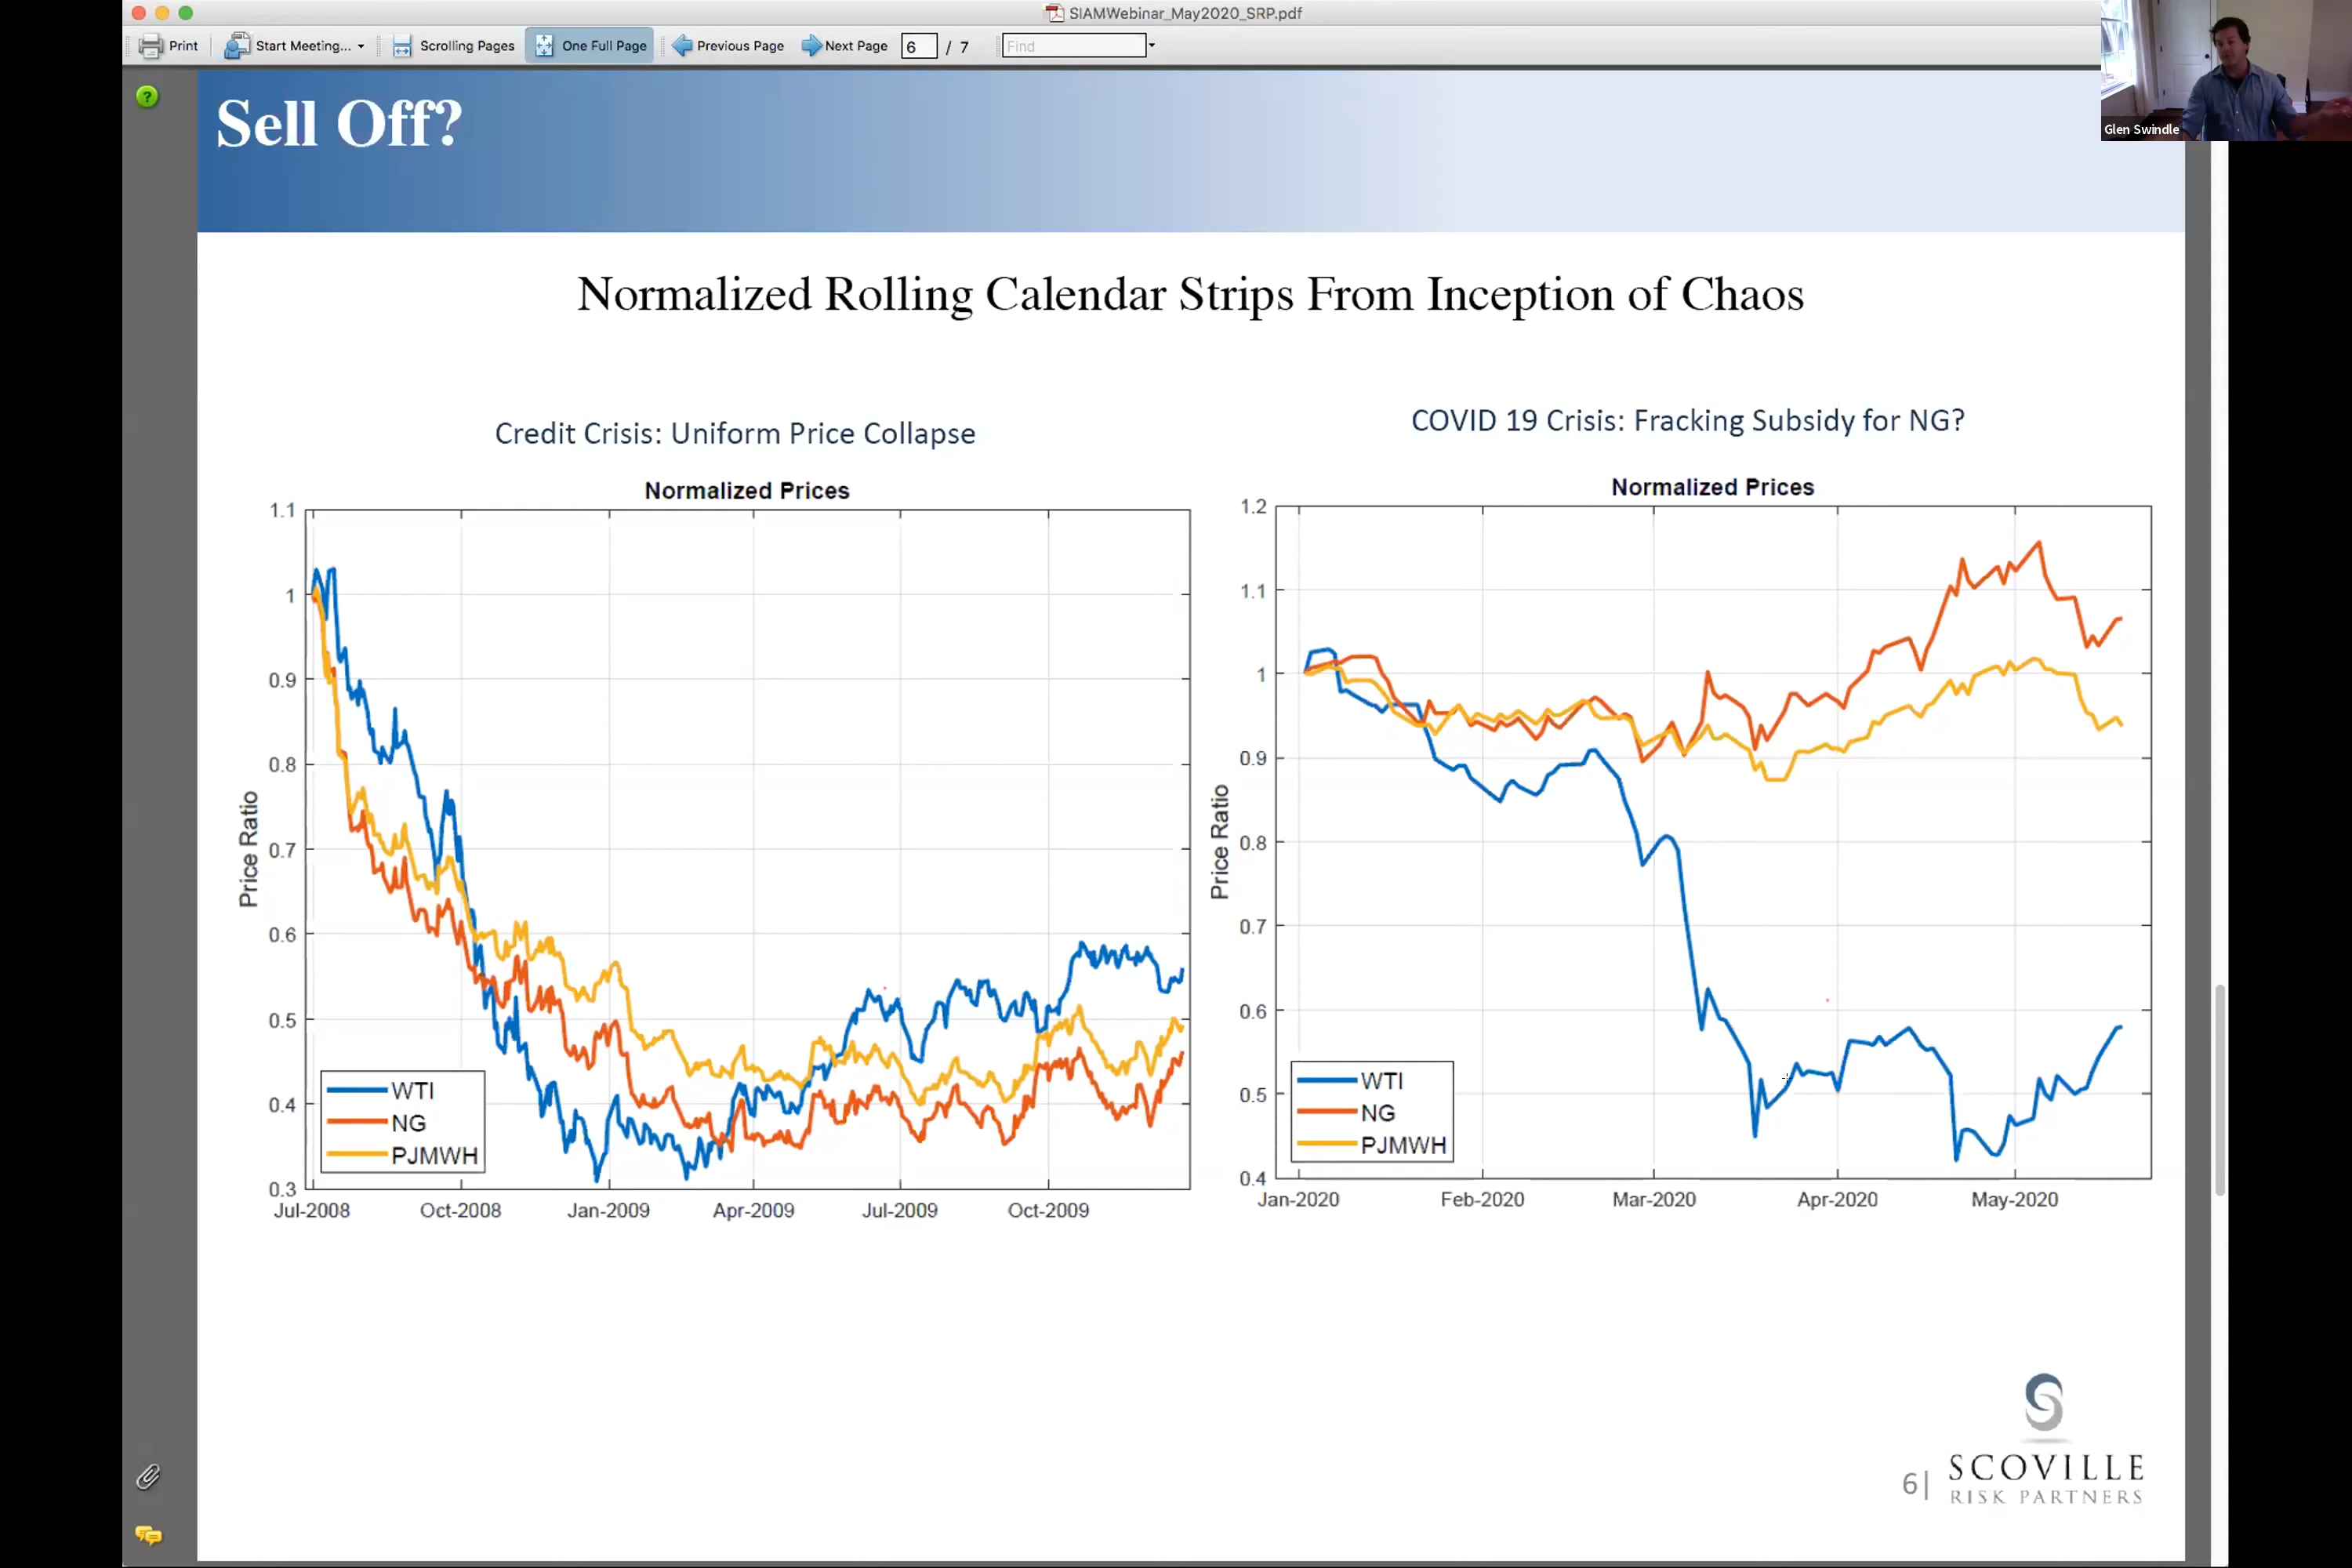 SIAMWebinar_May2020_SRP.pdf
Print
Start Meeting...
Scrolling Pages
One Full Page
Previous Page
Next Page
6 / 7
Find
?
Glen Swindle
Sell Off?
Normalized Rolling Calendar Strips From Inception of Chaos
Credit Crisis: Uniform Price Collapse
Normalized Prices
Price Ratio
1.1
1
0.9
0.8
0.7
0.6
0.5
0.4
0.3
Jul-2008 Oct-2008 Jan-2009 Apr-2009 Jul-2009 Oct-2009
WTI
NG
PJMWH
COVID 19 Crisis: Fracking Subsidy for NG?
Normalized Prices
Price Ratio
1.2
1.1
1
0.9
0.8
0.7
0.6
0.5
0.4
Jan-2020 Feb-2020 Mar-2020 Apr-2020 May-2020
WTI
NG
PJMWH
6|
SCOVILLE
RISK PARTNERS